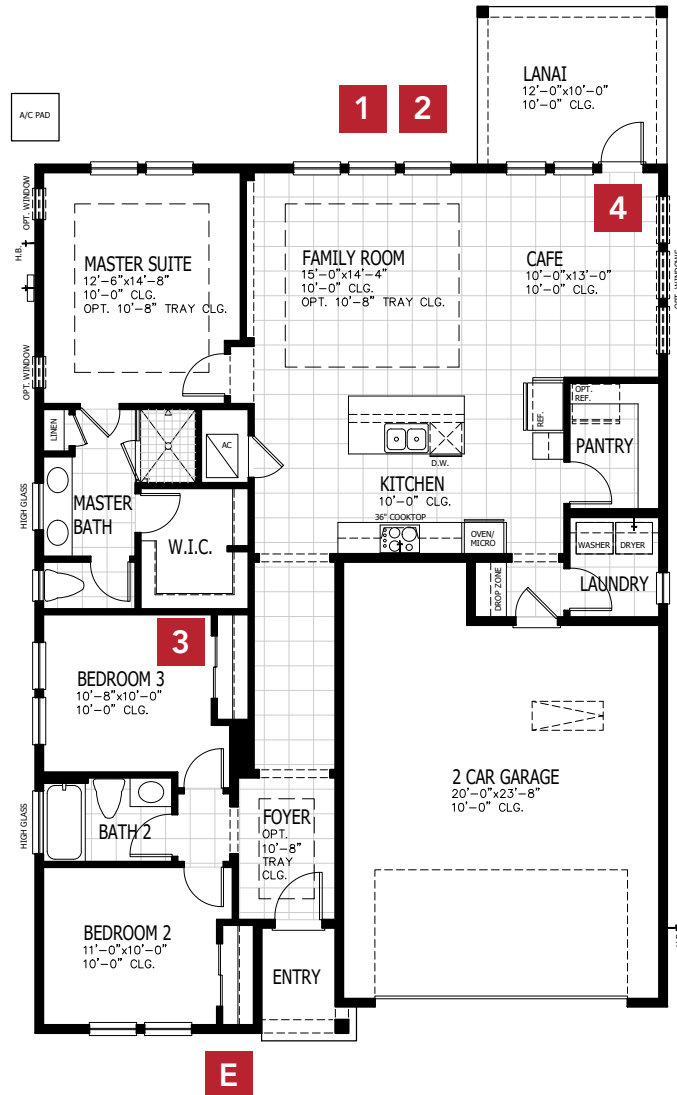 LANAI
12'-0"x10'-0"
10'-0" CLG.
A/C PAD
1
2
4
OPT. WINDOW
H.B.
OPT. WINDOW
MASTER SUITE
12'-6"x14'-8"
10'-0" CLG.
OPT. 10'-8" TRAY CLG.
FAMILY ROOM
15'-0"x14'-4"
10'-0" CLG.
OPT. 10'-8" TRAY CLG.
CAFE
10'-0"x13'-0"
10'-0" CLG.
OPT. WINDOWS
LINEN
AC
REF.
OPT.
REF.
PANTRY
D.W.
KITCHEN
10'-0" CLG.
36" COOKTOP
OVEN/
MICRO
HIGH GLASS
MASTER
BATH
W.I.C.
WASHER
DRYER
LAUNDRY
DROP ZONE
3
BEDROOM 3
10'-8"x10'-0"
10'-0" CLG.
2 CAR GARAGE
20'-0"x23'-8"
10'-0" CLG.
HIGH GLASS
BATH 2
FOYER
OPT.
10'-8"
TRAY
CLG.
BEDROOM 2
11'-0"x10'-0"
10'-0" CLG.
ENTRY
E